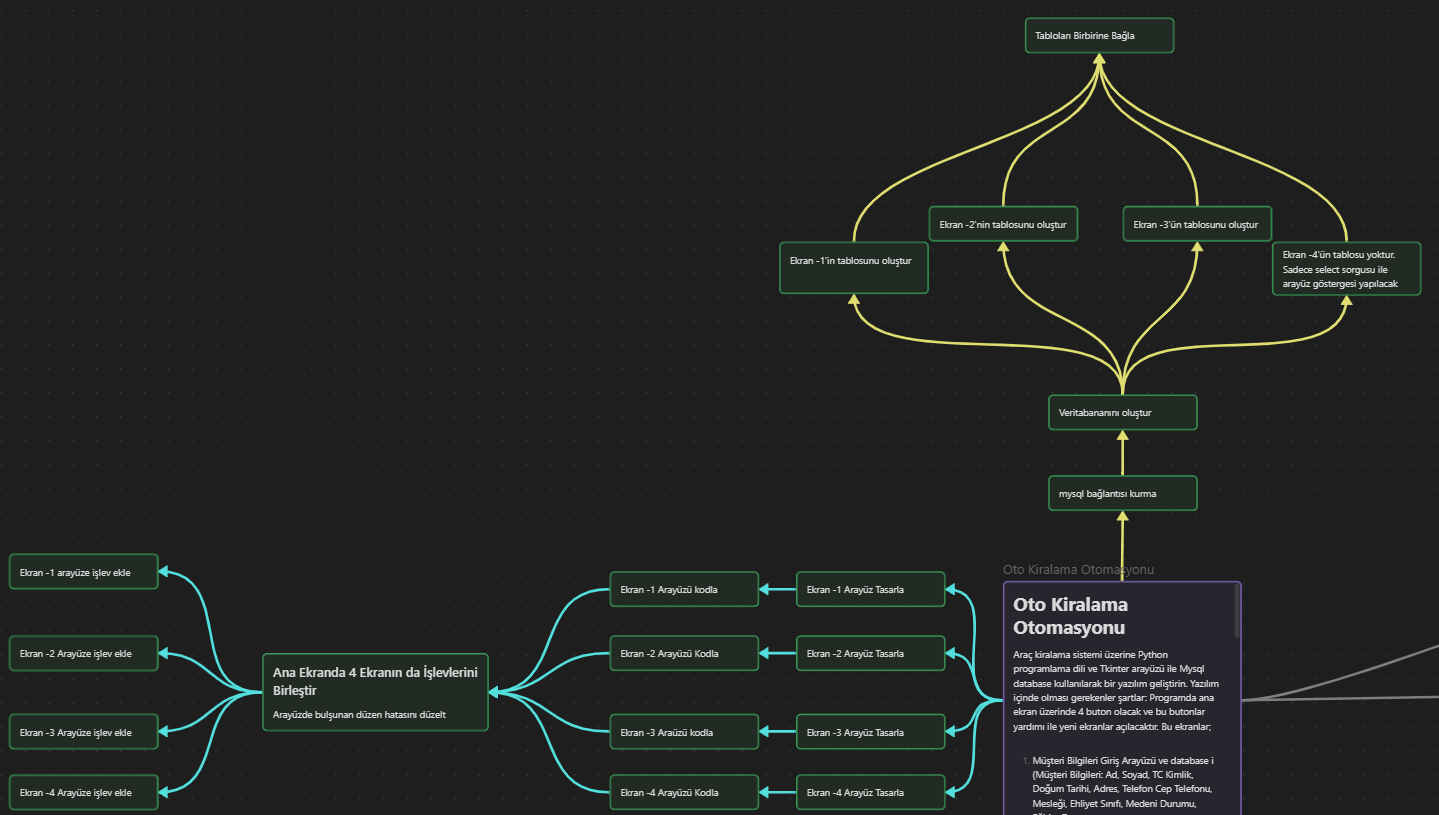 Tabloları Birbirine Bağla
Ekran -2'nin tablosunu oluştur
Ekran -3'ün tablosunu oluştur
Ekran -1'in tablosunu oluştur
Ekran -4'ün tablosu yoktur.
Sadece select sorgusu ile
arayüz göstergesi yapılacak
Veritabananını oluştur
mysql bağlantısı kurma
Oto Kiralama Otomasyonu
Oto Kiralama
Otomasyonu
Araç kiralama sistemi üzerine Python
programlama dili ve Tkinter arayüzü ile Mysql
database kullanılarak bir yazılım geliştirin. Yazılım
içinde olması gerekenler şartlar: Programda ana
ekran üzerinde 4 buton olacak ve bu butonlar
yardımı ile yeni ekranlar açılacaktır. Bu ekranlar;
1. Müşteri Bilgileri Giriş Arayüzü ve database i
(Müşteri Bilgileri: Ad, Soyad, TC Kimlik,
Doğum Tarihi, Adres, Telefon Cep Telefonu,
Mesleği, Ehliyet Sınıfı, Medeni Durumu,
Ekran -1 Arayüz Tasarla
Ekran -2 Arayüz Tasarla
Ekran -3 Arayüz Tasarla
Ekran -4 Arayüz Tasarla
Ekran -1 Arayüzü kodla
Ekran -2 Arayüzü Kodla
Ekran -3 Araüzü kodla
Ekran -4 Arayüzü Kodla
Ana Ekranda 4 Ekranın da İşlevlerini
Birleştir
Arayüzde bulşunan düzen hatasını düzelt
Ekran -1 arayüze işlev ekle
Ekran -2 Arayüze işlev ekle
Ekran -3 Arayüze işlev ekle
Ekran -4 Arayüze işlev ekle